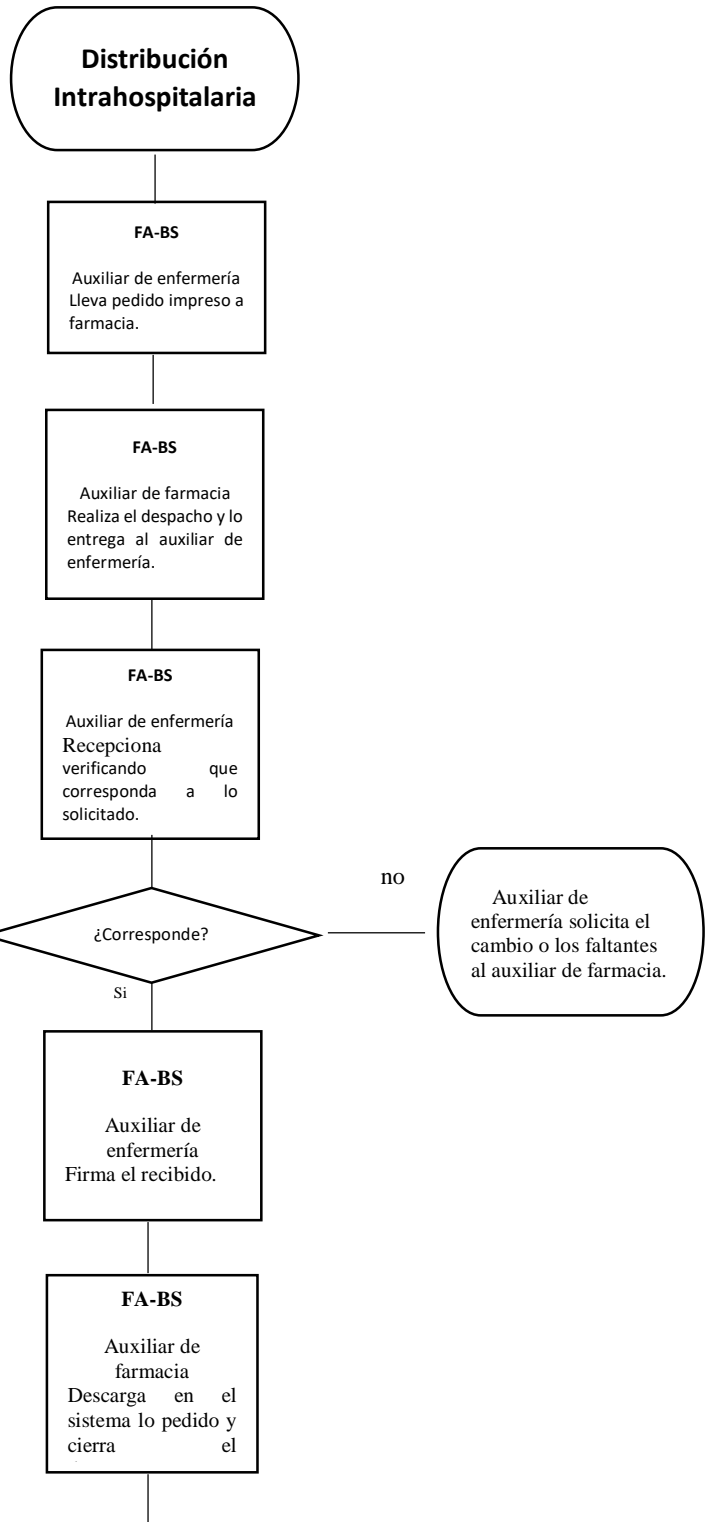 Distribución
Intrahospitalaria
FA-BS
Auxiliar de enfermería
Lleva pedido impreso a
farmacia.
FA-BS
Auxiliar de farmacia
Realiza el despacho y lo
entrega al auxiliar de
enfermería.
FA-BS
Auxiliar de enfermería
Recepciona
verificando que
corresponda a lo
solicitado.
¿Corresponde?
no
Auxiliar de
enfermería solicita el
cambio o los faltantes
al auxiliar de farmacia.
Si
FA-BS
Auxiliar de
enfermería
Firma el recibido.
FA-BS
Auxiliar de
farmacia
Descarga en el
sistema lo pedido y
cierra el